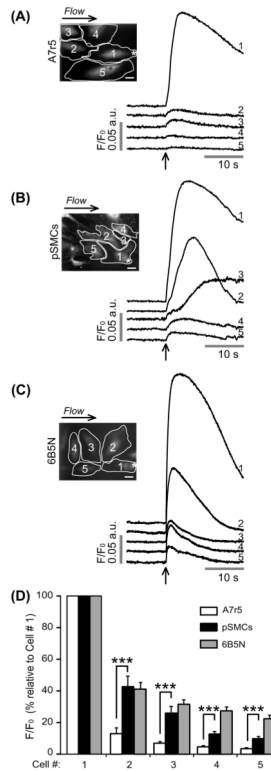 (A)
Flow
A7r5
3 4
2 1 *
5
1
2
3
4
5
F/F0
0.05 a.u.
10 s
(B)
Flow
pSMCs
4
2 3
5 1 *
1
3
2
4
5
F/F0
0.05 a.u.
10 s
(C)
Flow
6B5N
4 3 2
5 1 *
1
2
3
4
5
F/F0
0.05 a.u.
10 s
(D)
F/F0 (% relative to Cell # 1)
100
80
60
40
20
0
A7r5
pSMCs
6B5N
*** *** *** ***
Cell #: 1 2 3 4 5